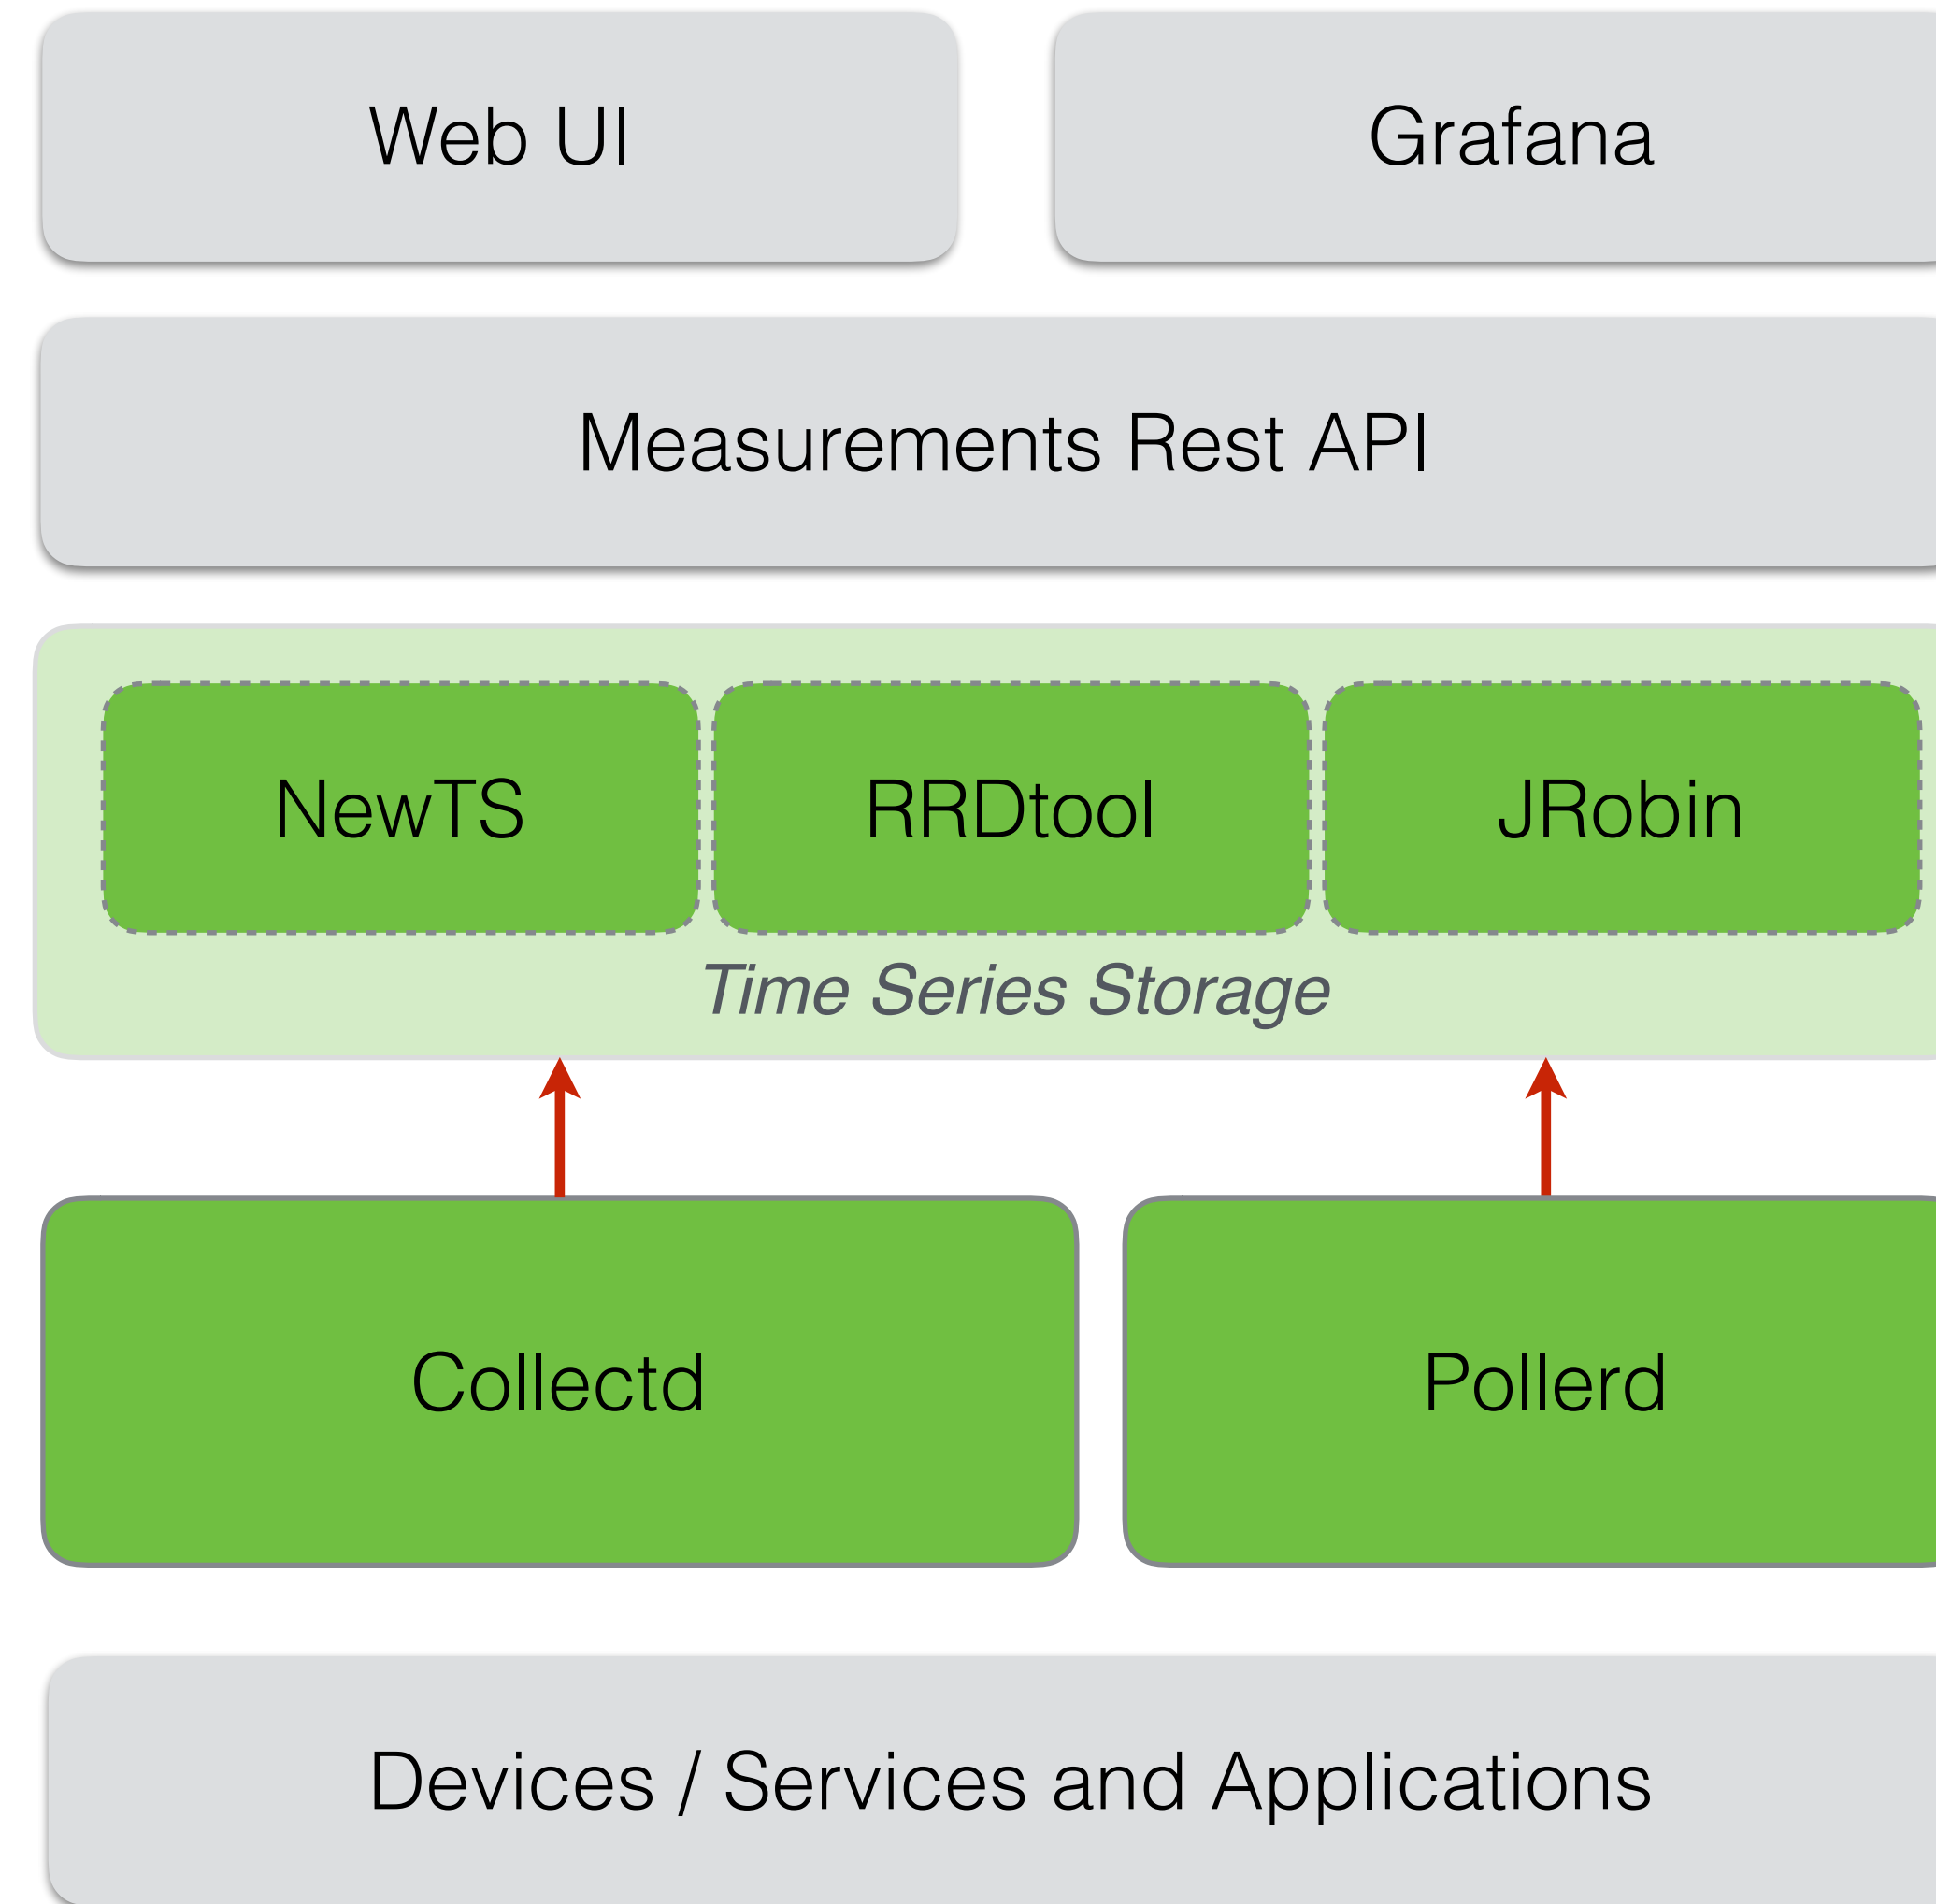 Web UI
Grafana
Measurements Rest API
NewTS
RRDtool
JRobin
Time Series Storage
Collectd
Pollerd
Devices / Services and Applications